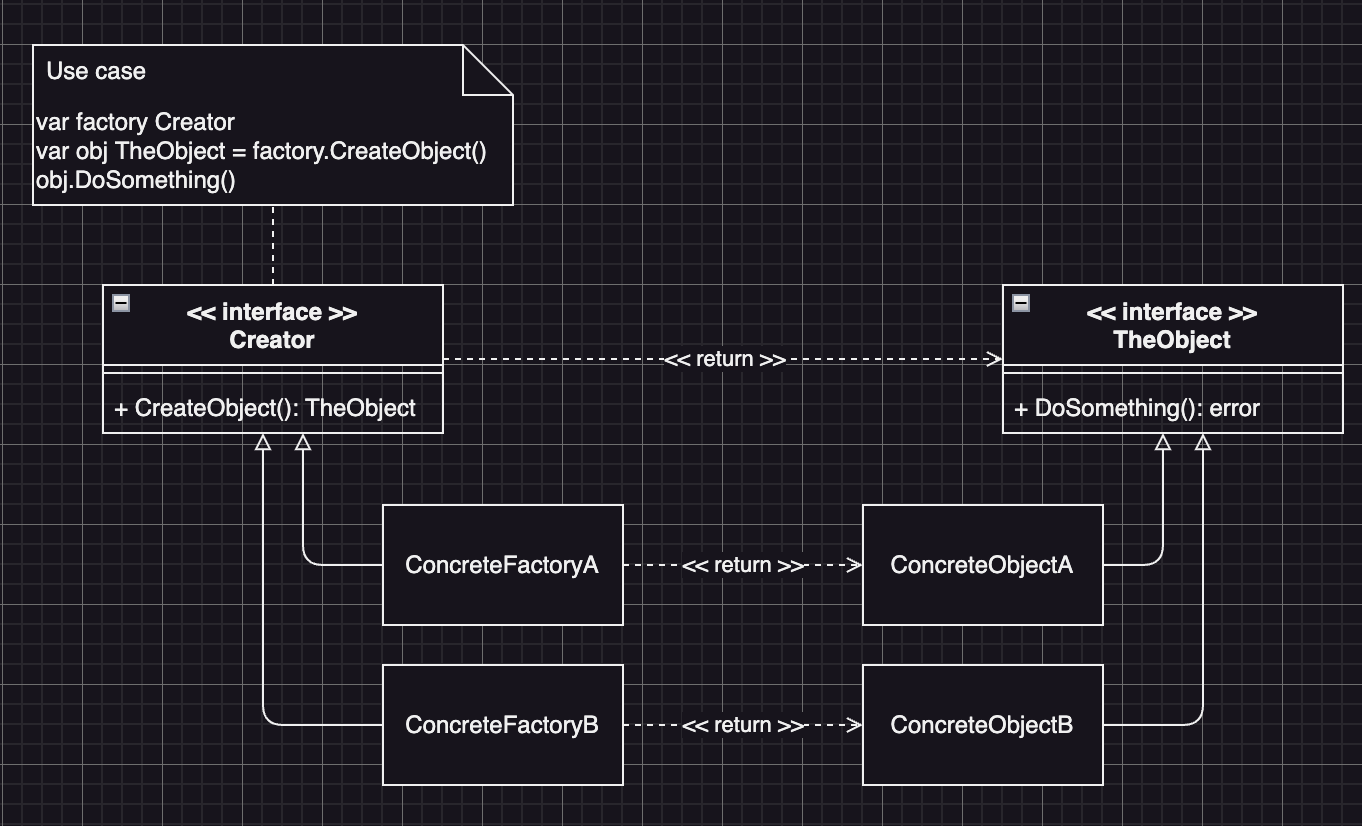 Use case
var factory Creator
var obj TheObject = factory.CreateObject()
obj.DoSomething()
<< interface >>
Creator
+ CreateObject(): TheObject
<< return >>
<< interface >>
TheObject
+ DoSomething(): error
ConcreteFactoryA
<< return >>
ConcreteObjectA
ConcreteFactoryB
<< return >>
ConcreteObjectB